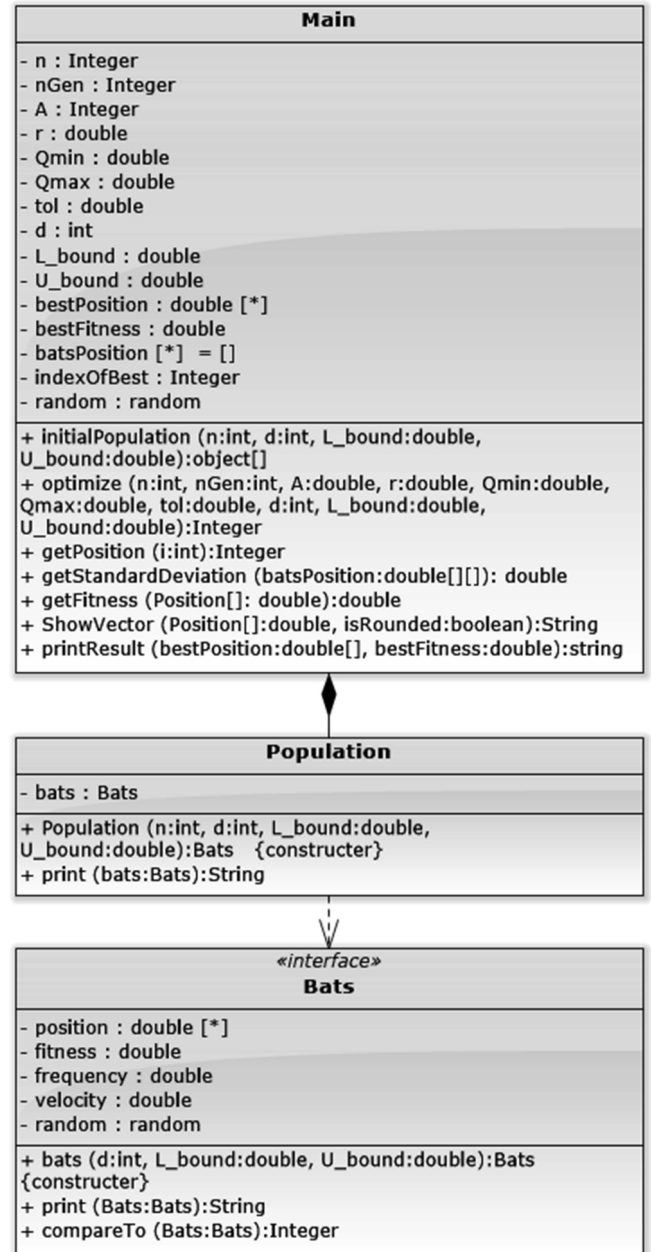 Main
- n : Integer
- nGen : Integer
- A : Integer
- r : double
- Qmin : double
- Qmax : double
- tol : double
- d : int
- L_bound : double
- U_bound : double
- bestPosition : double [*]
- bestFitness : double
- batsPosition [*] = []
- indexOfBest : Integer
- random : random
+ initialPopulation (n:int, d:int, L_bound:double,
U_bound:double):object[]
+ optimize (n:int, nGen:int, A:double, r:double, Qmin:double,
Qmax:double, tol:double, d:int, L_bound:double,
U_bound:double):Integer
+ getPosition (i:int):Integer
+ getStandardDeviation (batsPosition:double[][]): double
+ getFitness (Position[]: double):double
+ ShowVector (Position[]:double, isRounded:boolean):String
+ printResult (bestPosition:double[], bestFitness:double):string
Population
- bats : Bats
+ Population (n:int, d:int, L_bound:double,
U_bound:double):Bats {constructer}
+ print (bats:Bats):String
«interface»
Bats
- position : double [*]
- fitness : double
- frequency : double
- velocity : double
- random : random
+ bats (d:int, L_bound:double, U_bound:double):Bats
{constructer}
+ print (Bats:Bats):String
+ compareTo (Bats:Bats):Integer